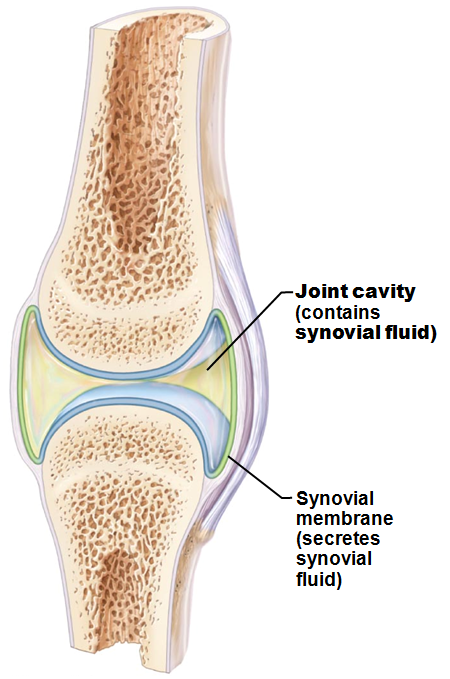 Joint cavity
(contains
synovial fluid)
Synovial
membrane
(secretes
synovial
fluid)